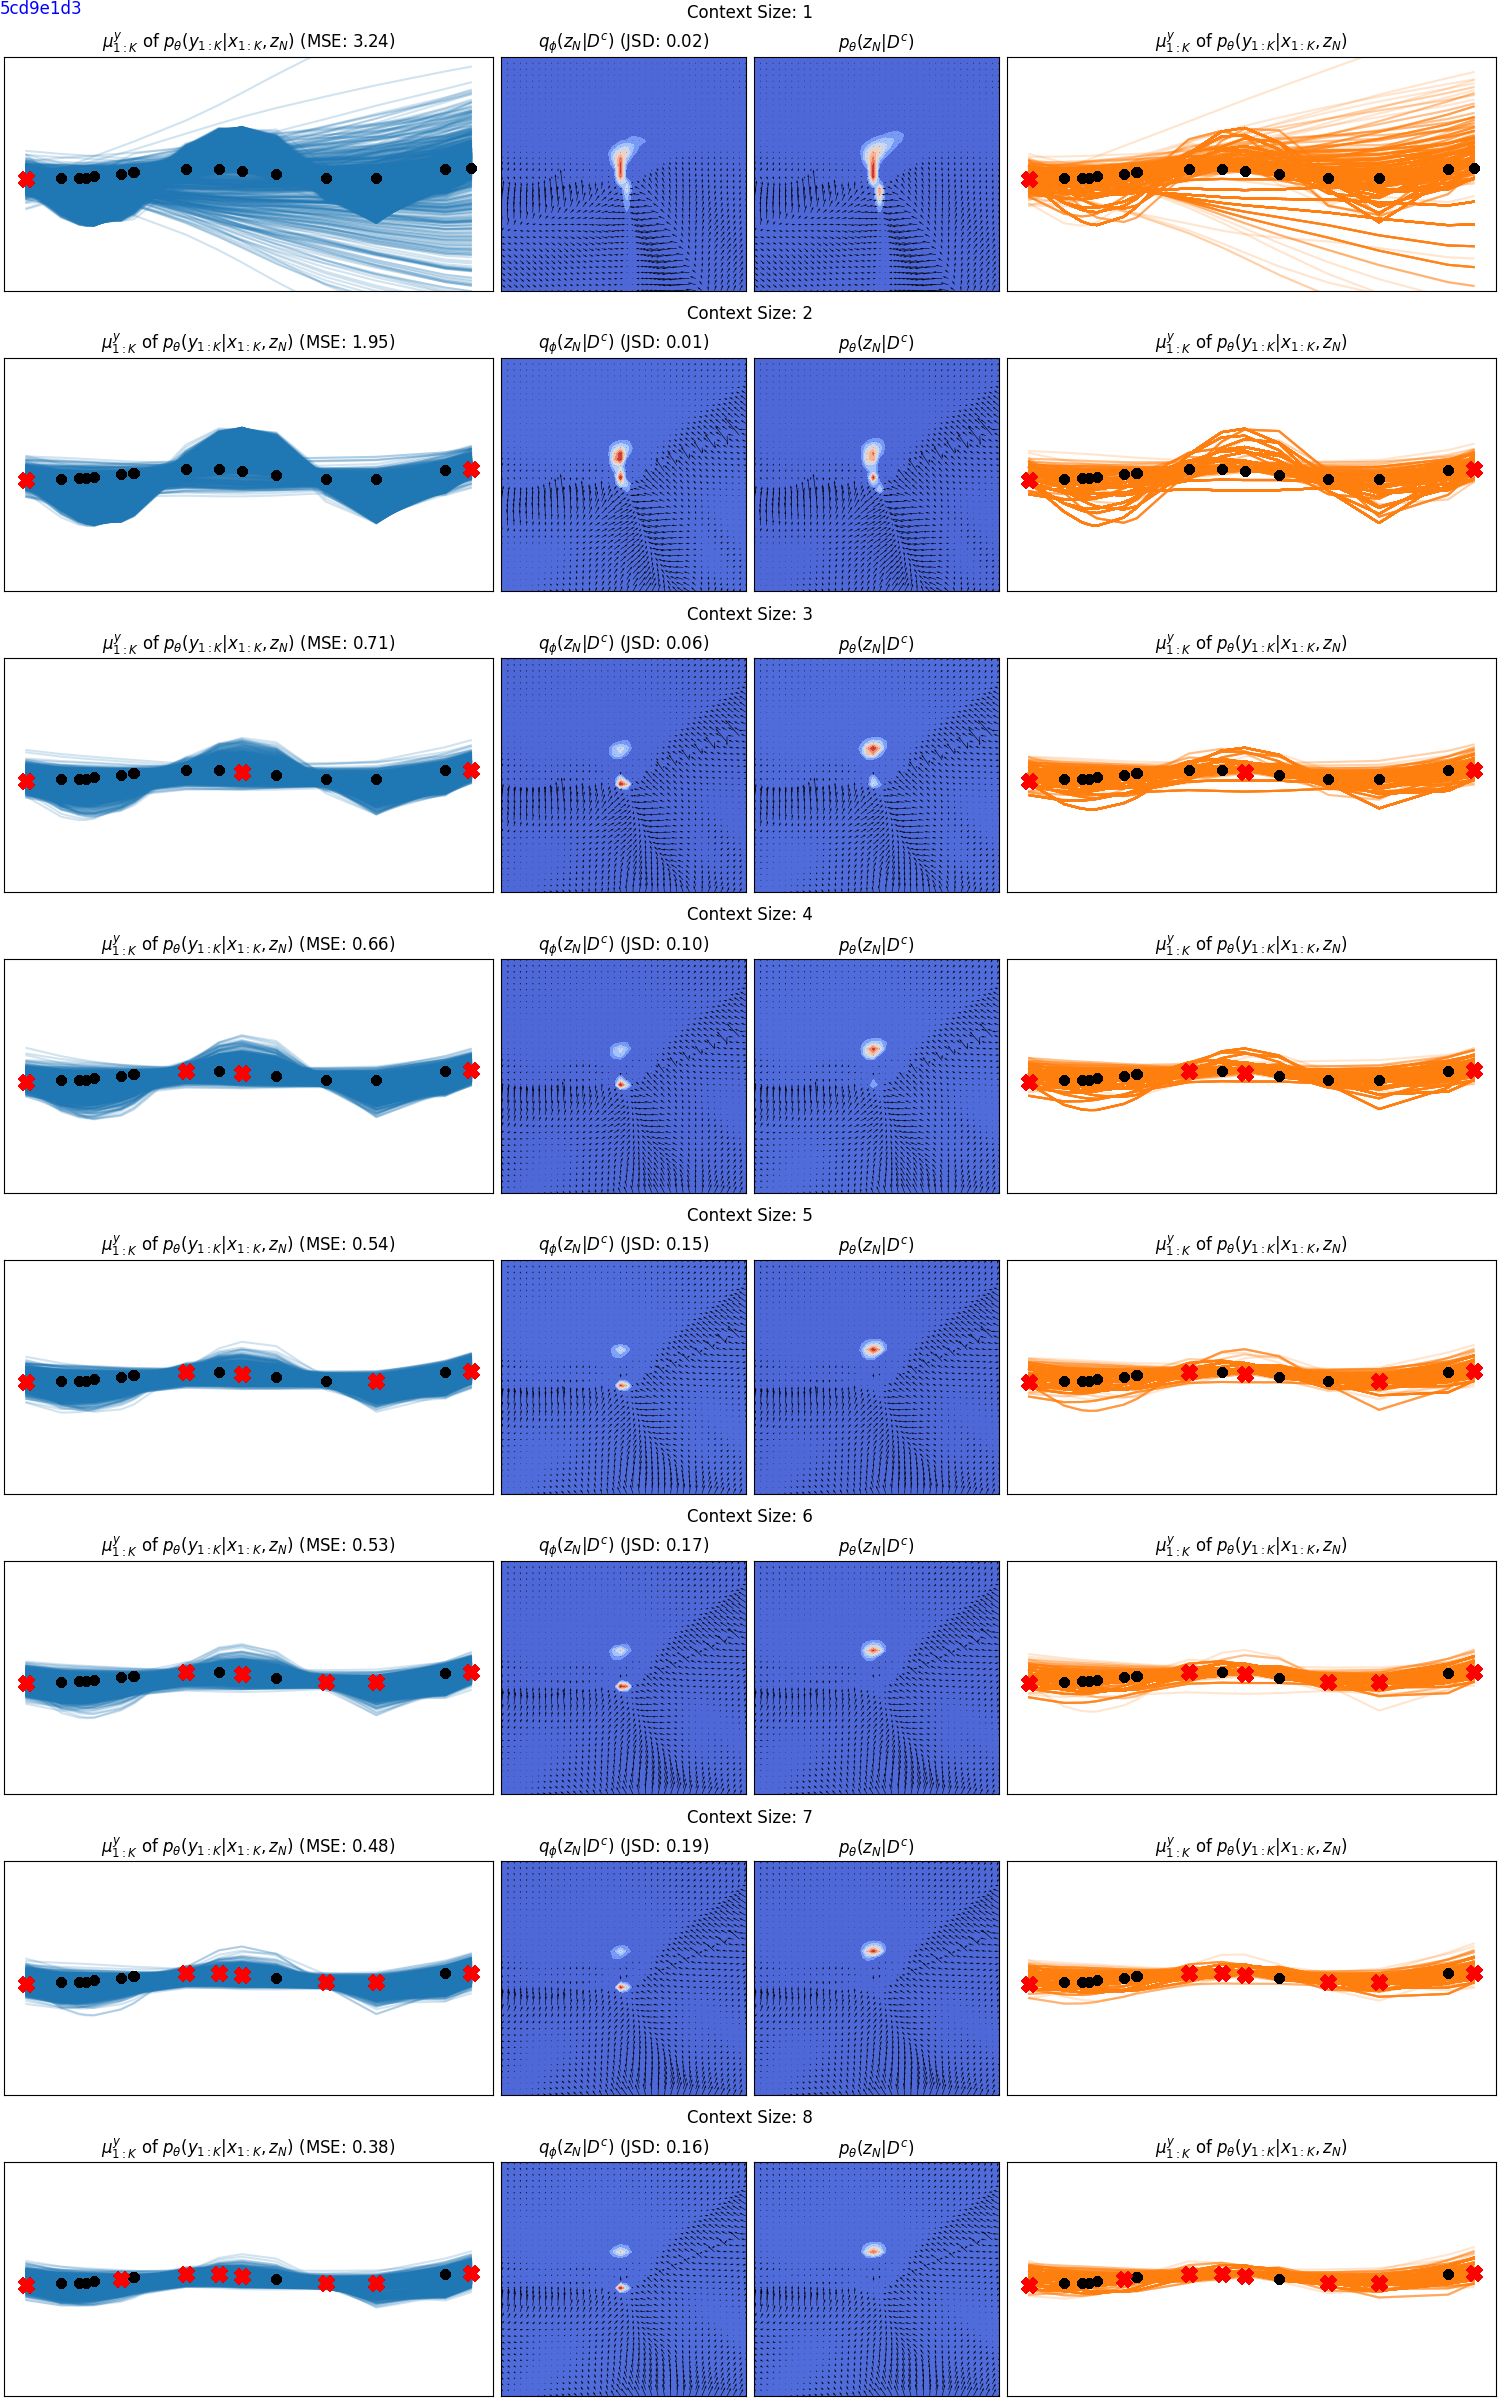 5cd9e1d3
Context Size: 1
μ^y_{1:K} of p_θ(y_{1:K}|x_{1:K}, z_N) (MSE: 3.24) q_ϕ(z_N|D^c) (JSD: 0.02) p_θ(z_N|D^c) μ^y_{1:K} of p_θ(y_{1:K}|x_{1:K}, z_N)
Context Size: 2
μ^y_{1:K} of p_θ(y_{1:K}|x_{1:K}, z_N) (MSE: 1.95) q_ϕ(z_N|D^c) (JSD: 0.01) p_θ(z_N|D^c) μ^y_{1:K} of p_θ(y_{1:K}|x_{1:K}, z_N)
Context Size: 3
μ^y_{1:K} of p_θ(y_{1:K}|x_{1:K}, z_N) (MSE: 0.71) q_ϕ(z_N|D^c) (JSD: 0.06) p_θ(z_N|D^c) μ^y_{1:K} of p_θ(y_{1:K}|x_{1:K}, z_N)
Context Size: 4
μ^y_{1:K} of p_θ(y_{1:K}|x_{1:K}, z_N) (MSE: 0.66) q_ϕ(z_N|D^c) (JSD: 0.10) p_θ(z_N|D^c) μ^y_{1:K} of p_θ(y_{1:K}|x_{1:K}, z_N)
Context Size: 5
μ^y_{1:K} of p_θ(y_{1:K}|x_{1:K}, z_N) (MSE: 0.54) q_ϕ(z_N|D^c) (JSD: 0.15) p_θ(z_N|D^c) μ^y_{1:K} of p_θ(y_{1:K}|x_{1:K}, z_N)
Context Size: 6
μ^y_{1:K} of p_θ(y_{1:K}|x_{1:K}, z_N) (MSE: 0.53) q_ϕ(z_N|D^c) (JSD: 0.17) p_θ(z_N|D^c) μ^y_{1:K} of p_θ(y_{1:K}|x_{1:K}, z_N)
Context Size: 7
μ^y_{1:K} of p_θ(y_{1:K}|x_{1:K}, z_N) (MSE: 0.48) q_ϕ(z_N|D^c) (JSD: 0.19) p_θ(z_N|D^c) μ^y_{1:K} of p_θ(y_{1:K}|x_{1:K}, z_N)
Context Size: 8
μ^y_{1:K} of p_θ(y_{1:K}|x_{1:K}, z_N) (MSE: 0.38) q_ϕ(z_N|D^c) (JSD: 0.16) p_θ(z_N|D^c) μ^y_{1:K} of p_θ(y_{1:K}|x_{1:K}, z_N)